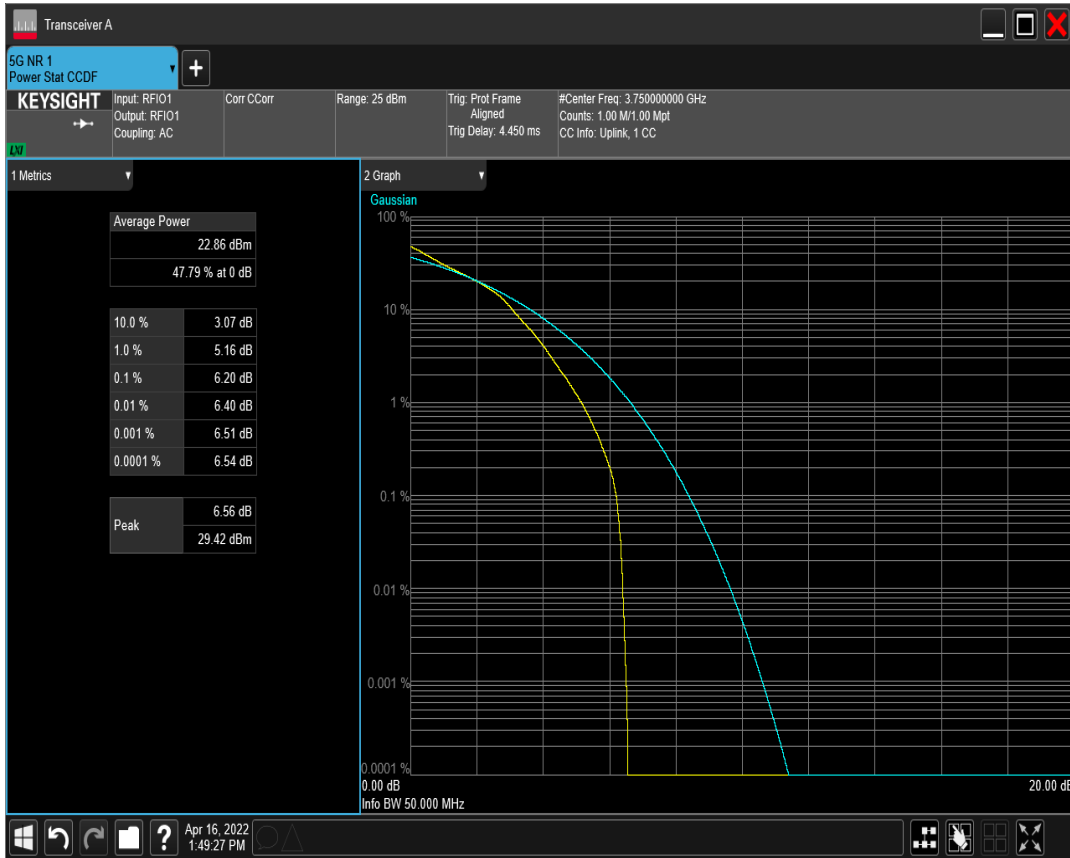 Transceiver A
5G NR 1
Power Stat CCDF
KEYSIGHT
LXI
Input: RFIO1
Output: RFIO1
Coupling: AC
Corr CCorr
Range: 25 dBm
Trig: Prot Frame
Aligned
Trig Delay: 4.450 ms
#Center Freq: 3.750000000 GHz
Counts: 1.00 M/1.00 Mpt
CC Info: Uplink, 1 CC
1 Metrics
Average Power
22.86 dBm
47.79 % at 0 dB
10.0 % 3.07 dB
1.0 % 5.16 dB
0.1 % 6.20 dB
0.01 % 6.40 dB
0.001 % 6.51 dB
0.0001 % 6.54 dB
Peak 6.56 dB
29.42 dBm
2 Graph
Gaussian
100 %
10 %
1 %
0.1 %
0.01 %
0.001 %
0.0001 %
0.00 dB 20.00 dB
Info BW 50.000 MHz
? Apr 16, 2022
1:49:27 PM